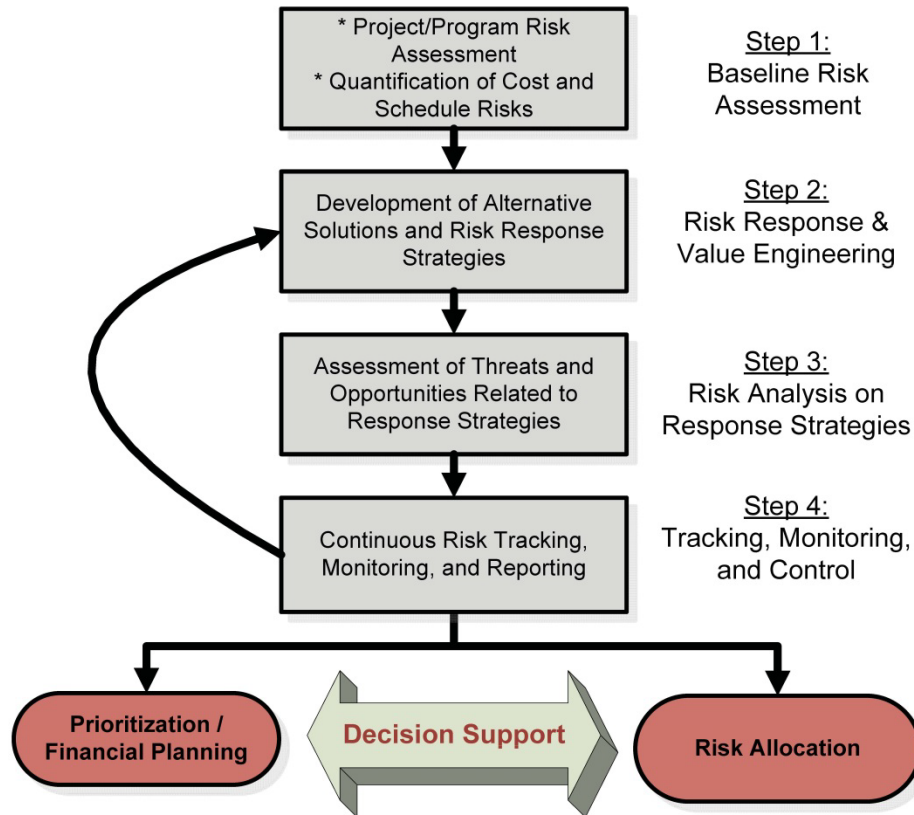 * Project/Program Risk
Assessment
* Quantification of Cost and
Schedule Risks
Step 1:
Baseline Risk
Assessment
Development of Alternative
Solutions and Risk Response
Strategies
Step 2:
Risk Response &
Value Engineering
Assessment of Threats and
Opportunities Related to
Response Strategies
Step 3:
Risk Analysis on
Response Strategies
Continuous Risk Tracking,
Monitoring, and Reporting
Step 4:
Tracking, Monitoring,
and Control
Prioritization /
Financial Planning
Decision Support
Risk Allocation